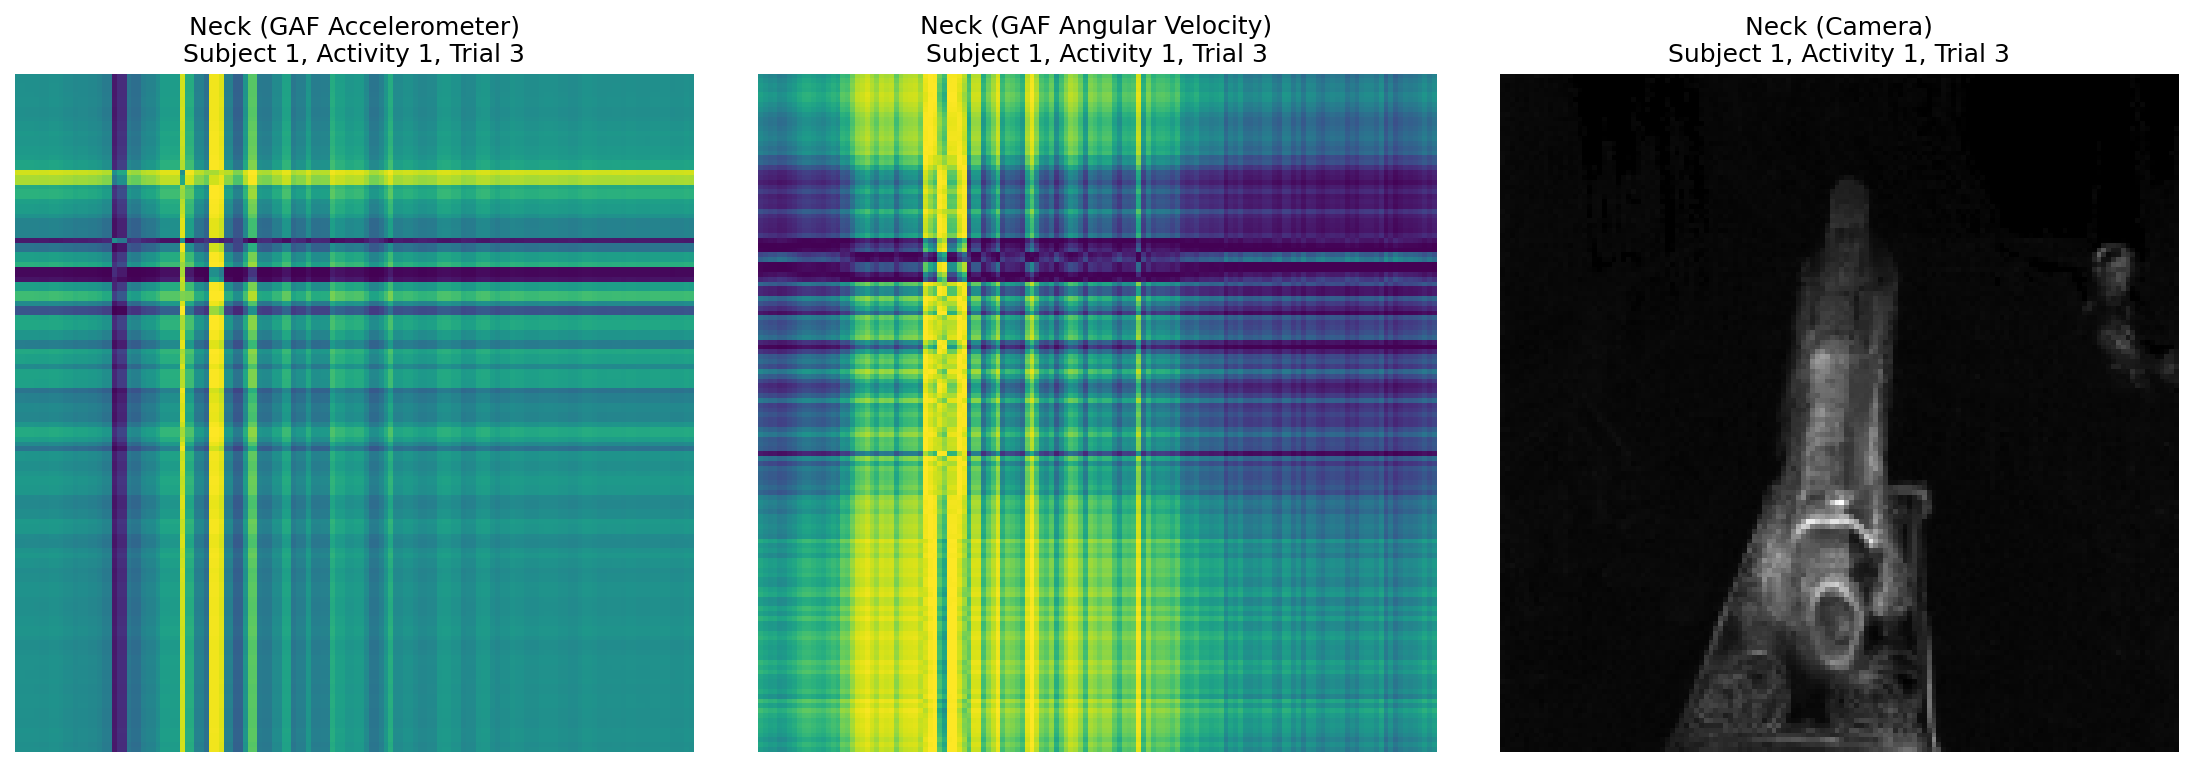 Neck (GAF Accelerometer)
Subject 1, Activity 1, Trial 3
Neck (GAF Angular Velocity)
Subject 1, Activity 1, Trial 3
Neck (Camera)
Subject 1, Activity 1, Trial 3